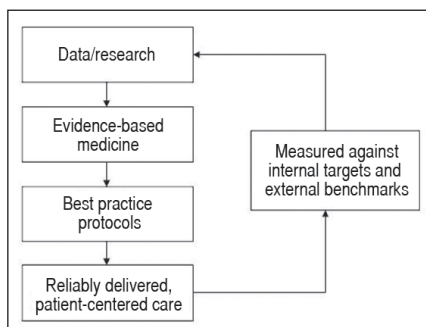 Data/research
Evidence-based
medicine
Best practice
protocols
Reliably delivered,
patient-centered care
Measured against
internal targets and
external benchmarks